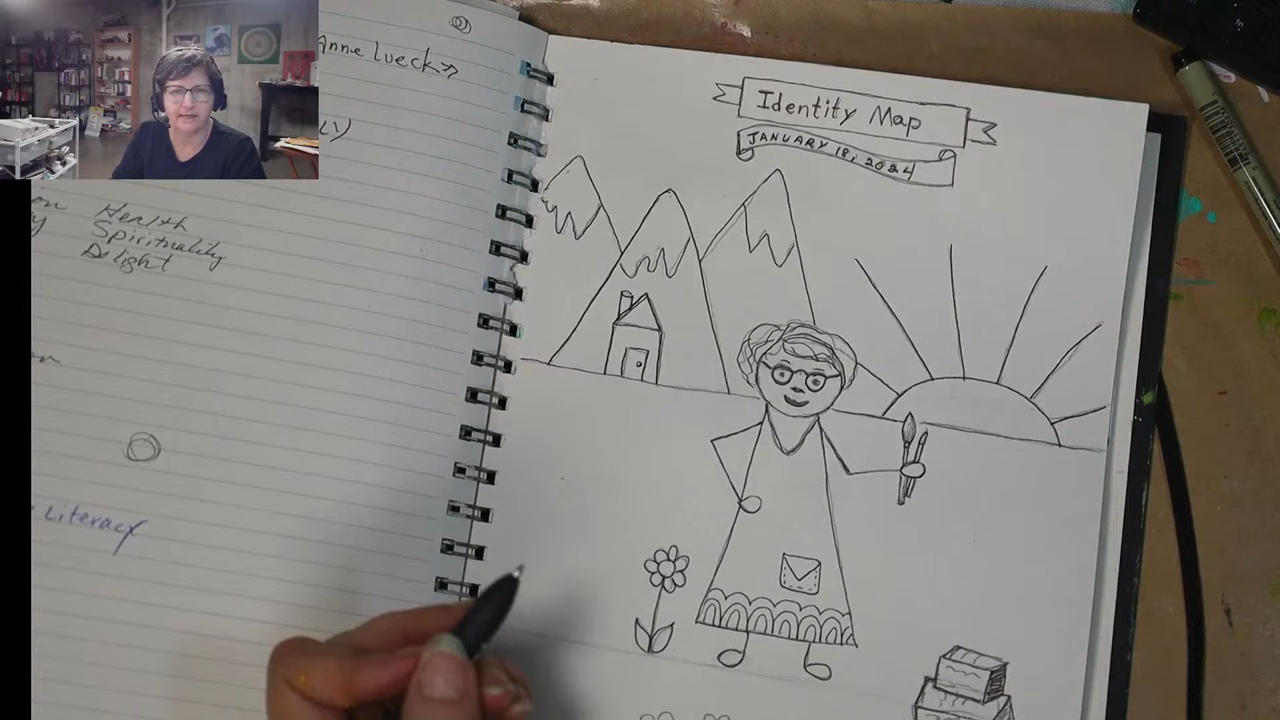 Anne Lueck
Health
Spirituality
Delight
Literacy
Identity Map
JANUARY 18, 2024